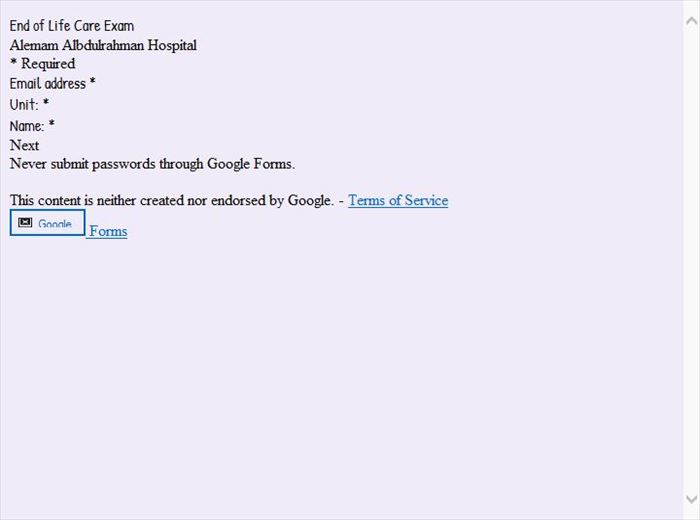 End of Life Care Exam
Alemam Albdulrahman Hospital
* Required
Email address *
Unit: *
Name: *
Next
Never submit passwords through Google Forms.
This content is neither created nor endorsed by Google. - Terms of Service
Google Forms